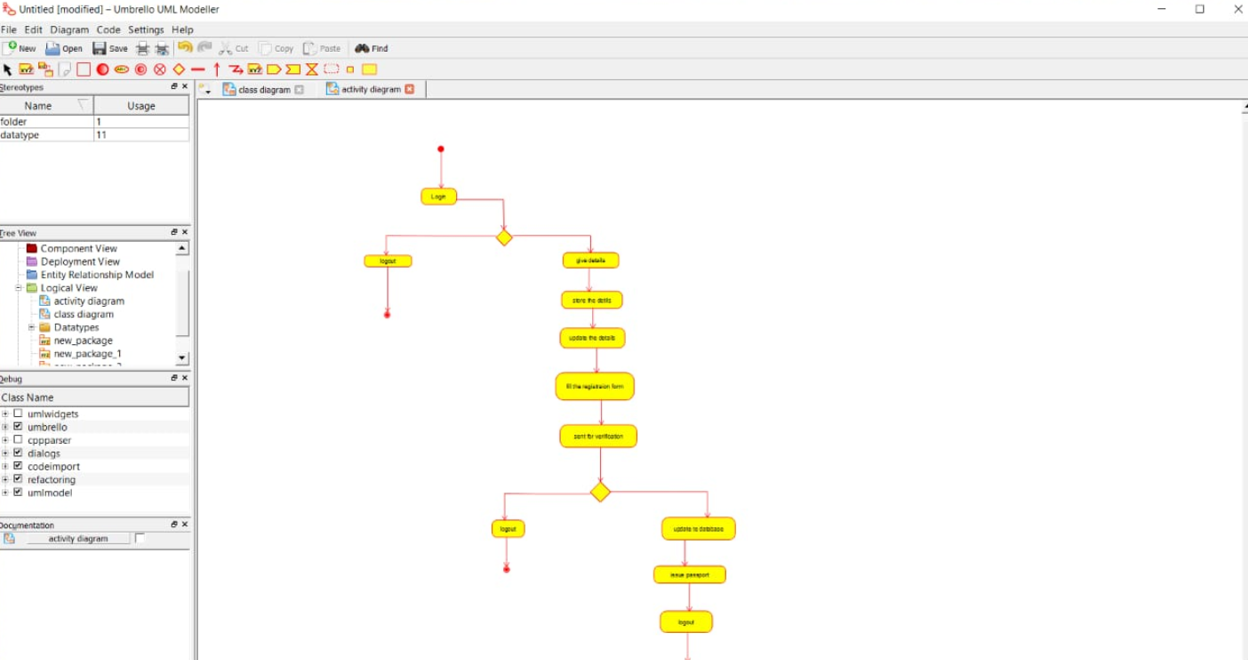 Untitled [modified] – Umbrello UML Modeller
File Edit Diagram Code Settings Help
New Open Save Cut Copy Paste Find
Stereotypes
class diagram activity diagram
Name Usage
folder 1
datatype 11
Tree View
Component View
Deployment View
Entity Relationship Model
Logical View
activity diagram
class diagram
Datatypes
new_package
new_package_1
Debug
Class Name
umlwidgets
umbrello
cppparser
dialogs
codeimport
refactoring
umlmodel
Documentation
activity diagram
Login
logout
give details
store the detils
update the details
fill the registraion form
sent for verification
logout
update to database
issue passport
logout